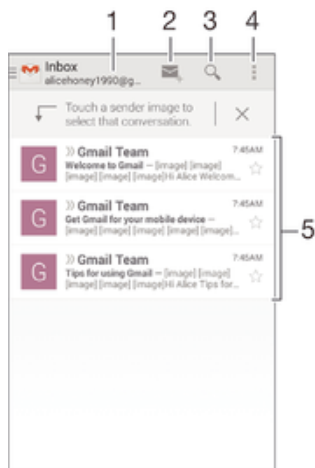 1 2 3 4
Inbox
alicehoney1990@g...
Touch a sender image to
select that conversation.
G
» Gmail Team 7:45AM
Welcome to Gmail – [image] [image]
[image] [image] [image]Hi Alice Welcom...
G
» Gmail Team 7:45AM
Get Gmail for your mobile device –
[image] [image] [image] [image] [image]...
G
» Gmail Team 7:45AM
Tips for using Gmail – [image] [image]
[image] [image] [image]Hi Alice Tips for...
5